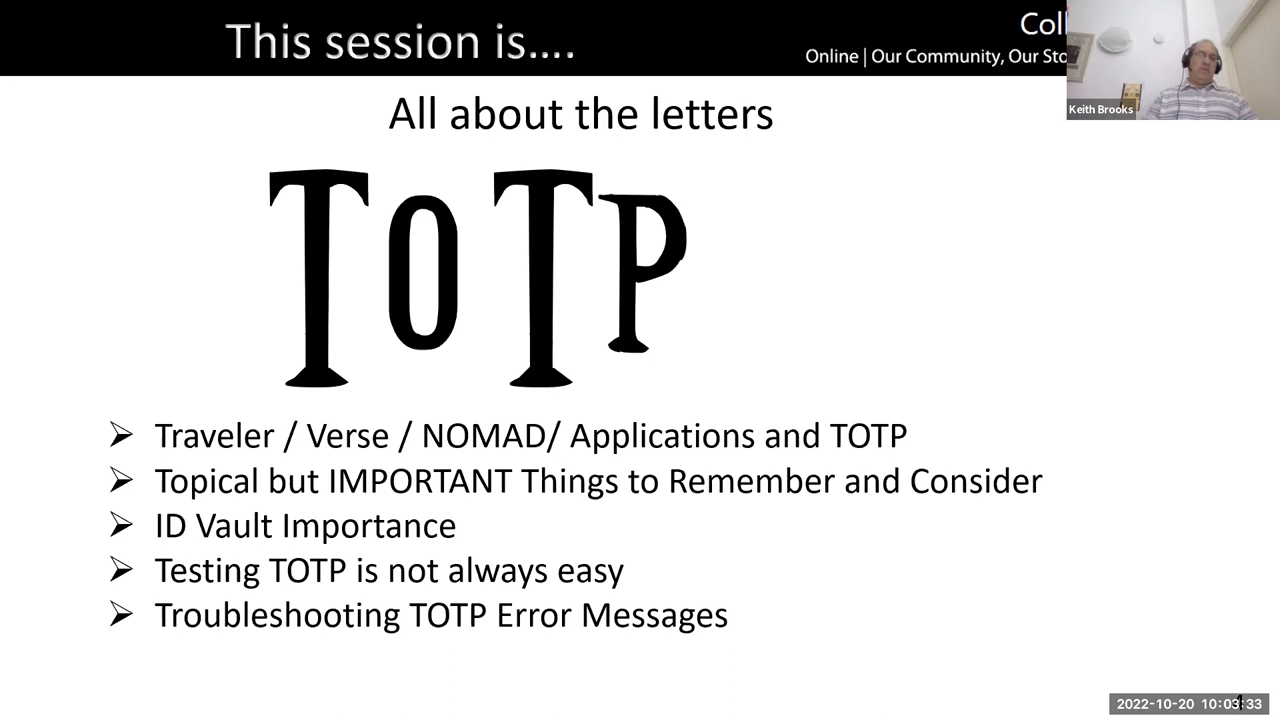 This session is....
Coll
Online | Our Community, Our Sto
Keith Brooks
All about the letters
ToTP
Traveler / Verse / NOMAD/ Applications and TOTP
Topical but IMPORTANT Things to Remember and Consider
ID Vault Importance
Testing TOTP is not always easy
Troubleshooting TOTP Error Messages
2022-10-20 10:03:33